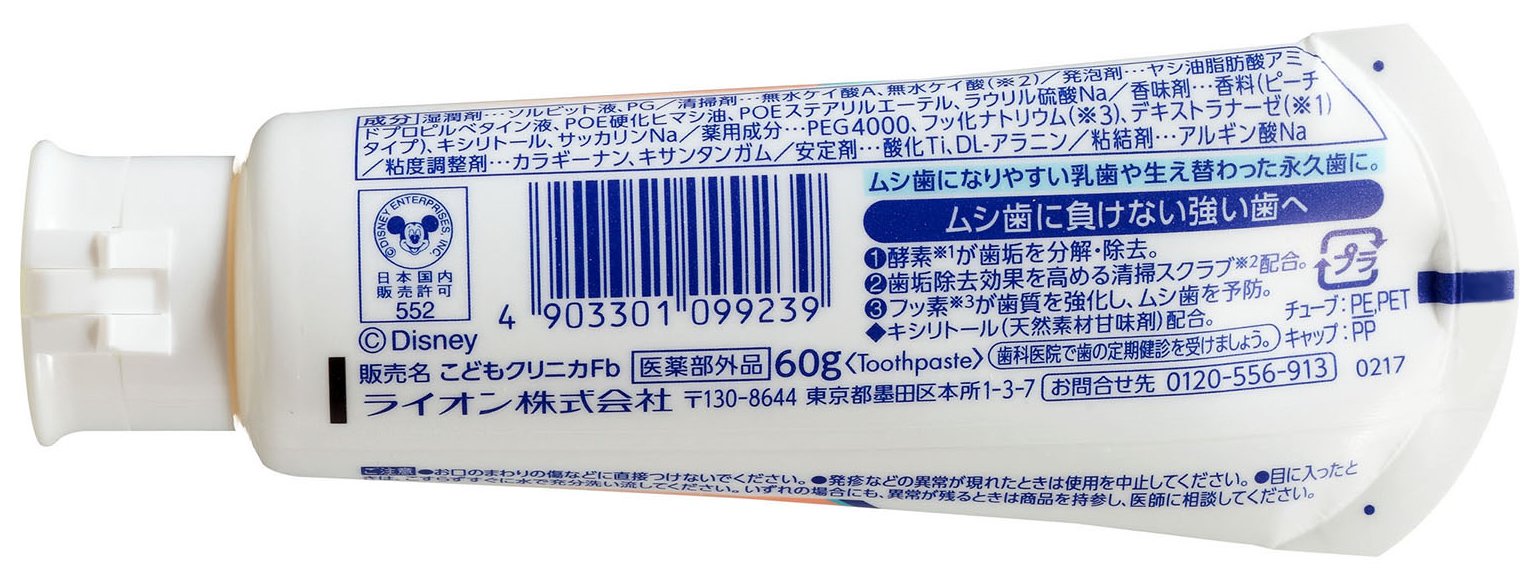 成分 湿潤剤…ソルビット液、PG／清掃剤…無水ケイ酸A、無水ケイ酸(※2)／発泡剤…ヤシ油脂肪酸アミ
ドプロピルベタイン液、POE硬化ヒマシ油、POEステアリルエーテル、ラウリル硫酸Na／香味剤…香料(ピーチ
タイプ)、キシリトール、サッカリンNa／薬用成分…PEG4000、フッ化ナトリウム(※3)、デキストラナーゼ(※1)
／粘度調整剤…カラギーナン、キサンタンガム／安定剤…酸化Ti、DL-アラニン／粘結剤…アルギン酸Na
©DISNEY ENTERPRISES, INC.
日本国内
販売許可
552
©Disney
4 903301 099239
ムシ歯になりやすい乳歯や生え替わった永久歯に。
ムシ歯に負けない強い歯へ
❶酵素※1が歯垢を分解・除去。
❷歯垢除去効果を高める清掃スクラブ※2配合。
❸フッ素※3が歯質を強化し、ムシ歯を予防。
◆キシリトール(天然素材甘味剤)配合。
プラ
チューブ：PE,PET
キャップ：PP
販売名 こどもクリニカFb 医薬部外品 60g〈Toothpaste〉 歯科医院で歯の定期健診を受けましょう。
ライオン株式会社 〒130-8644 東京都墨田区本所1-3-7 お問合せ先 0120-556-913 0217
ご注意 ●お口のまわりの傷などに直接つけないでください。●発疹などの異常が現れたときは使用を中止してください。●目に入ったと
きは、こすらずすぐに水で充分洗い流してください。いずれの場合にも、異常が残るときは商品を持参し、医師に相談してください。